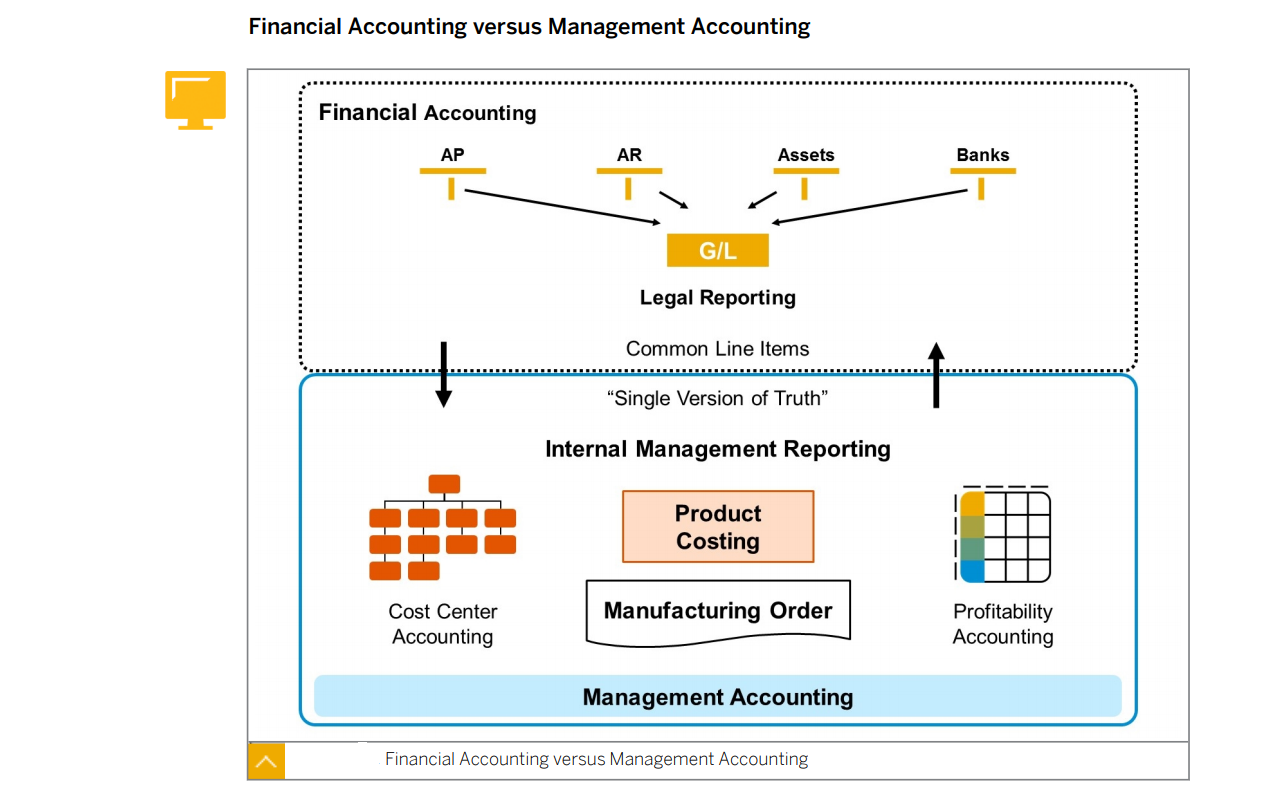 Financial Accounting versus Management Accounting
Financial Accounting
AP
AR
Assets
Banks
G/L
Legal Reporting
Common Line Items
“Single Version of Truth”
Internal Management Reporting
Product
Costing
Manufacturing Order
Cost Center
Accounting
Profitability
Accounting
Management Accounting
Financial Accounting versus Management Accounting